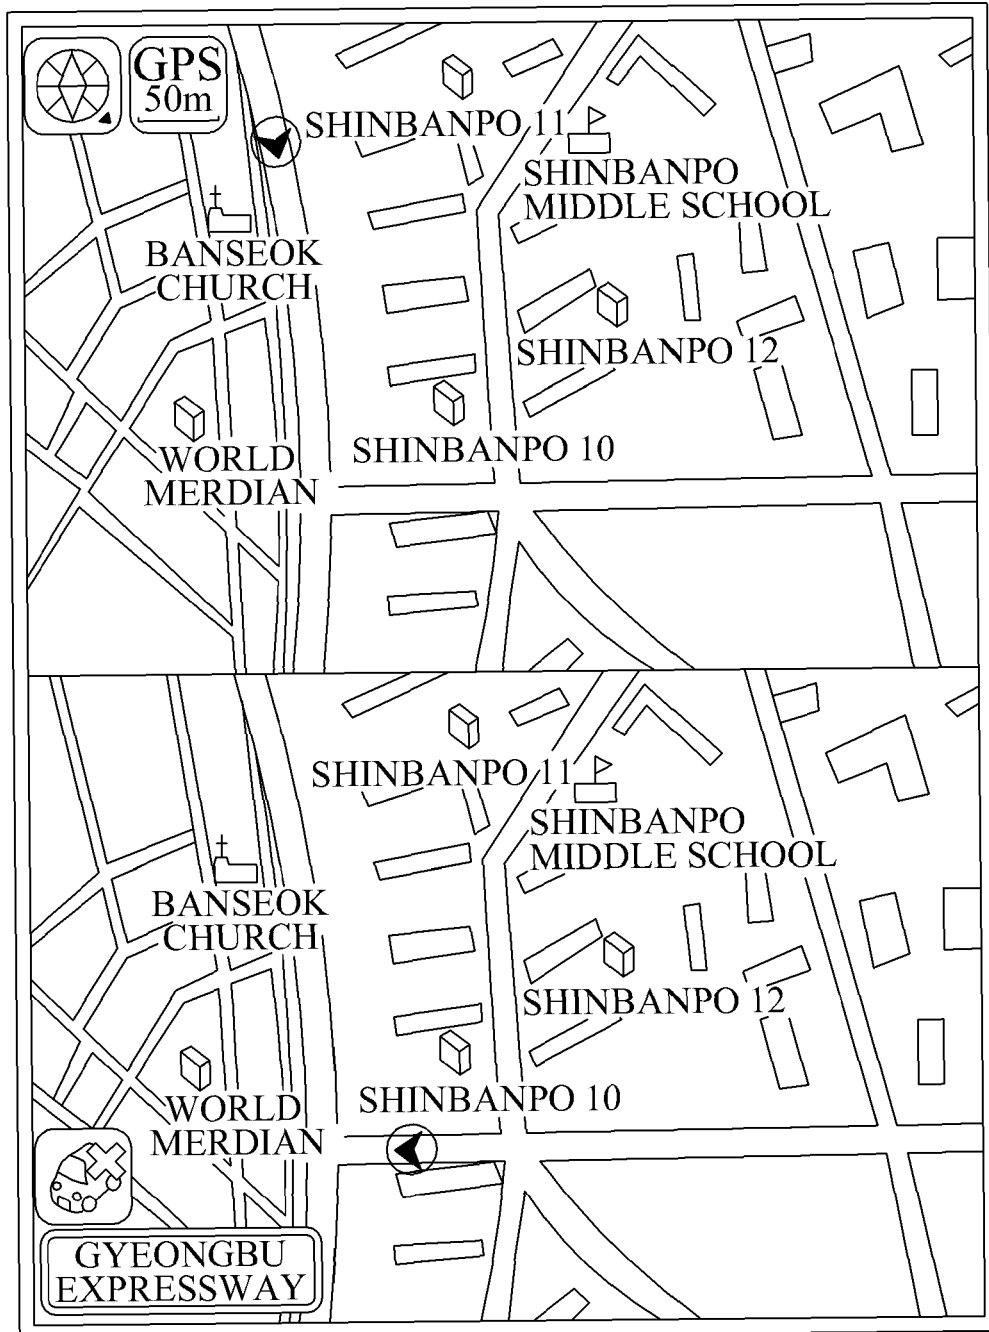 GPS
50m
SHINBANPO 11
SHINBANPO
MIDDLE SCHOOL
BANSEOK
CHURCH
SHINBANPO 12
SHINBANPO 10
WORLD
MERDIAN
SHINBANPO 11
SHINBANPO
MIDDLE SCHOOL
BANSEOK
CHURCH
SHINBANPO 12
SHINBANPO 10
WORLD
MERDIAN
GYEONGBU
EXPRESSWAY